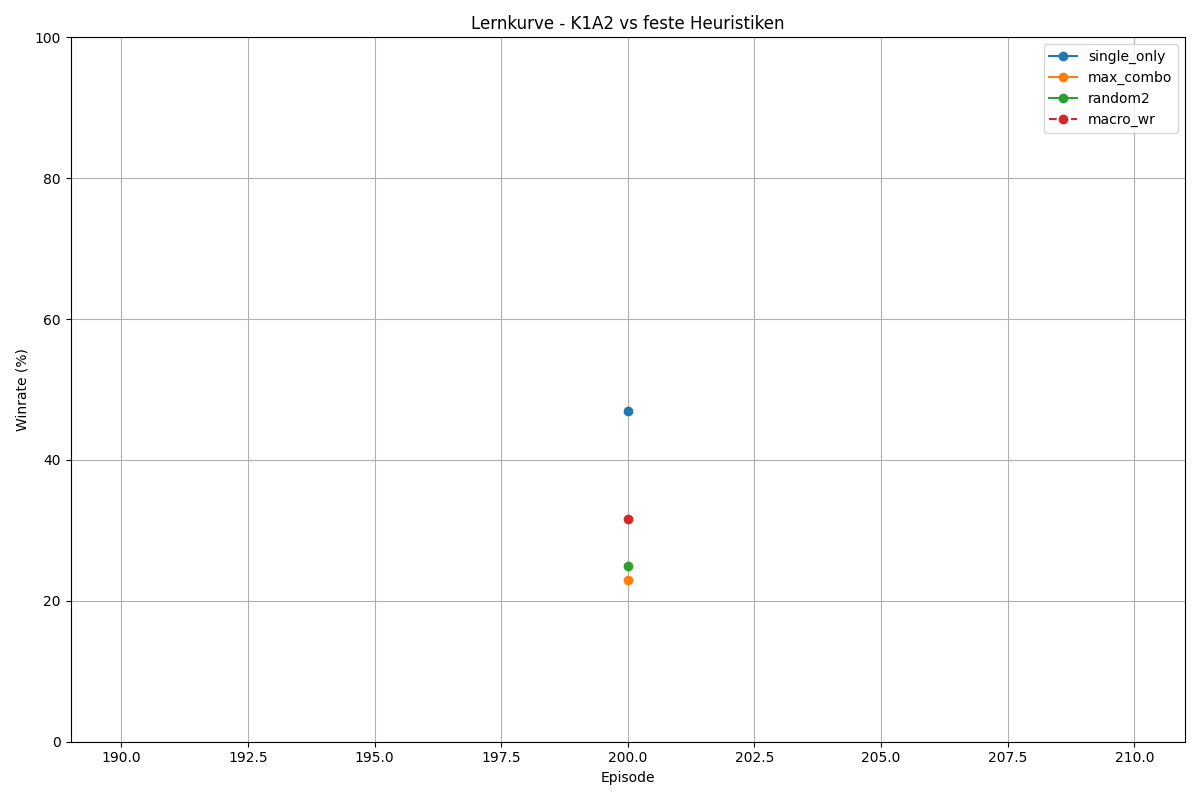 Lernkurve - K1A2 vs feste Heuristiken
single_only
max_combo
random2
macro_wr
Winrate (%)
100
80
60
40
20
0
190.0 192.5 195.0 197.5 200.0 202.5 205.0 207.5 210.0
Episode